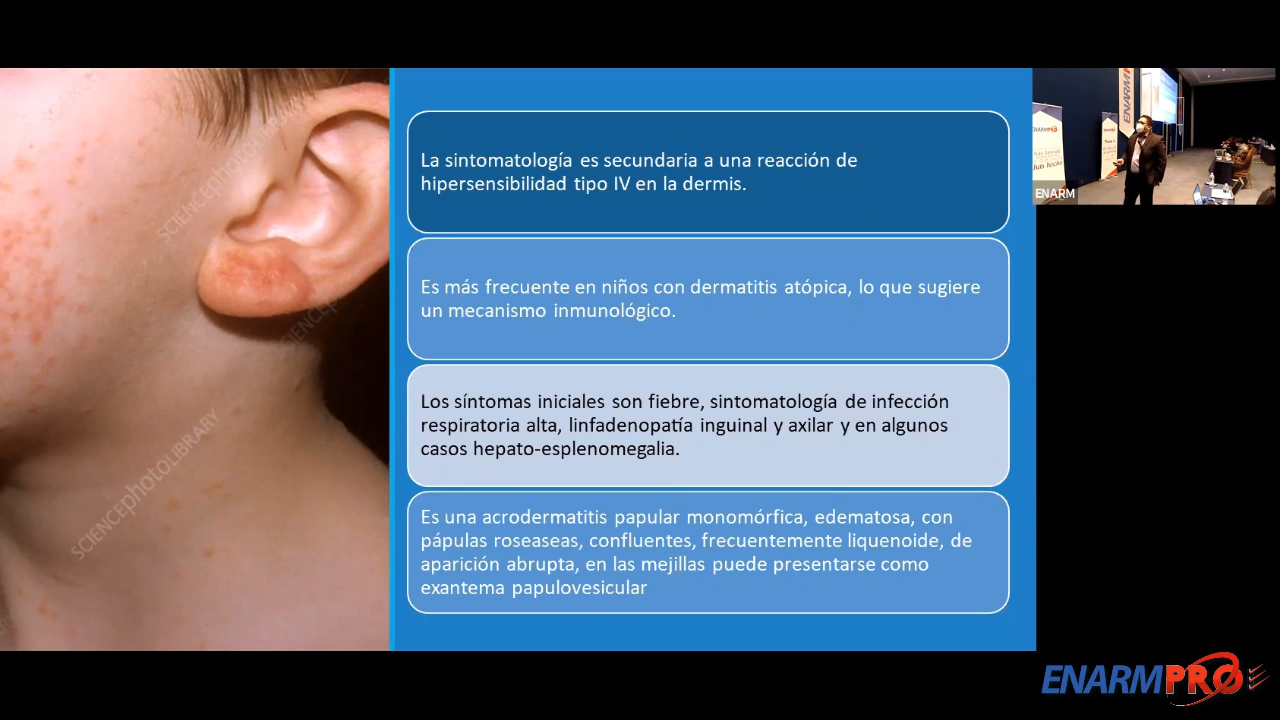 La sintomatología es secundaria a una reacción de
hipersensibilidad tipo IV en la dermis.
Es más frecuente en niños con dermatitis atópica, lo que sugiere
un mecanismo inmunológico.
Los síntomas iniciales son fiebre, sintomatología de infección
respiratoria alta, linfadenopatía inguinal y axilar y en algunos
casos hepato-esplenomegalia.
Es una acrodermatitis papular monomórfica, edematosa, con
pápulas roseaseas, confluentes, frecuentemente liquenoide, de
aparición abrupta, en las mejillas puede presentarse como
exantema papulovesicular
SCIENCEphotoLIBRARY
ENARMPRO
ENARM
ENARMPRO